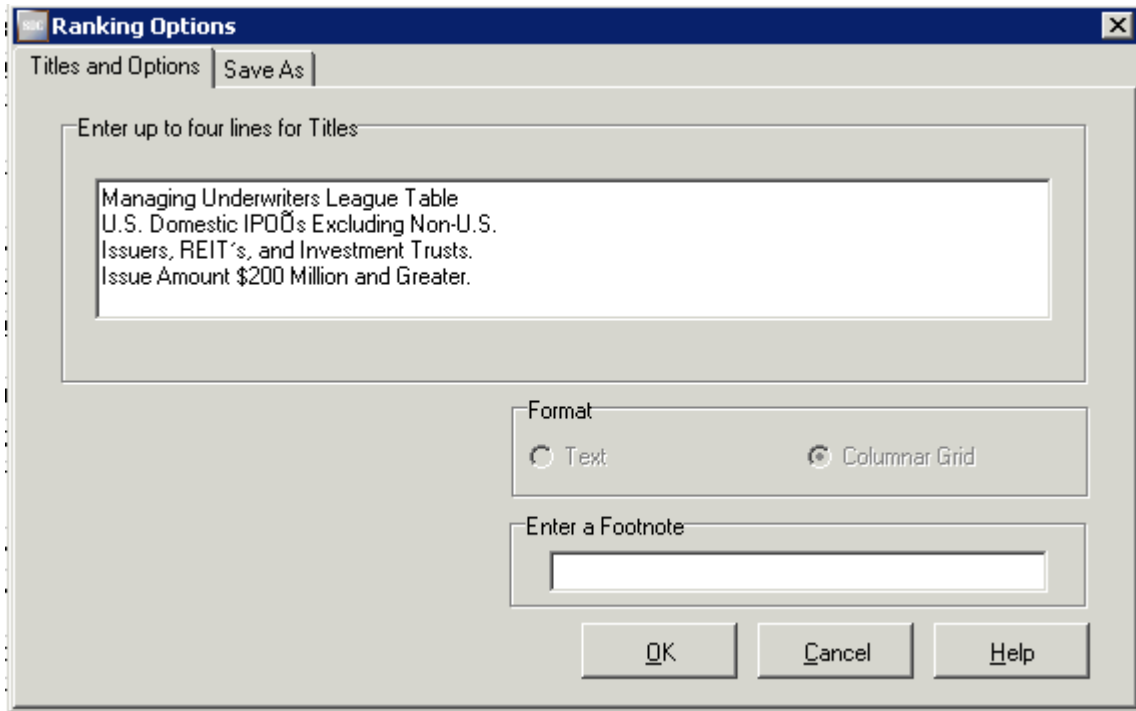 SDC Ranking Options
Titles and Options
Save As
Enter up to four lines for Titles
Managing Underwriters League Table
U.S. Domestic IPOÕs Excluding Non-U.S.
Issuers, REIT´s, and Investment Trusts.
Issue Amount $200 Million and Greater.
Format
Text
Columnar Grid
Enter a Footnote
OK
Cancel
Help